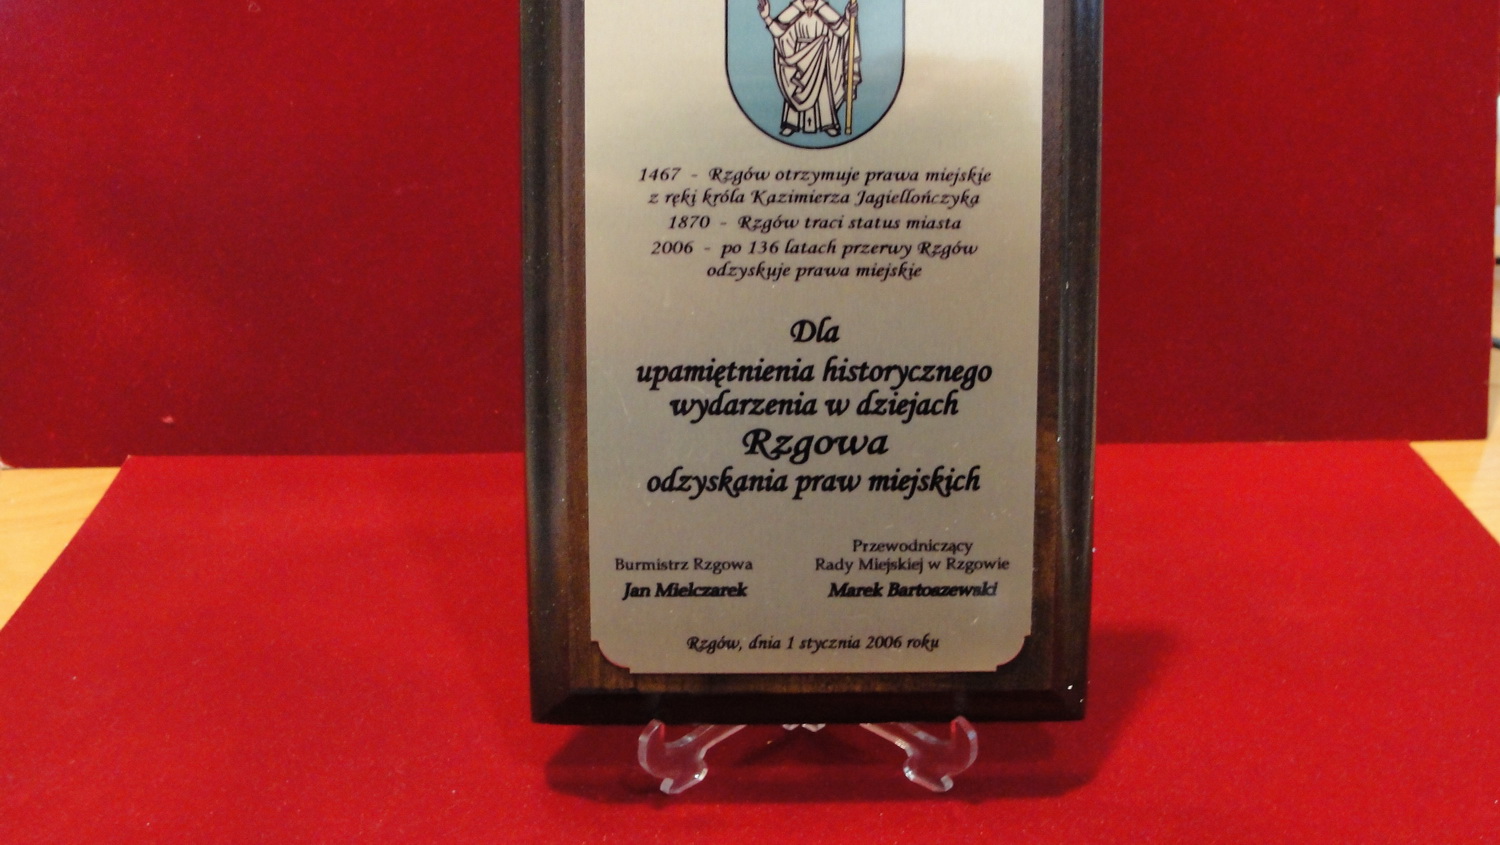 1467 - Rzgów otrzymuje prawa miejskie
z ręki króla Kazimierza Jagiellończyka
1870 - Rzgów traci status miasta
2006 - po 136 latach przerwy Rzgów
odzyskuje prawa miejskie
Dla
upamiętnienia historycznego
wydarzenia w dziejach
Rzgowa
odzyskania praw miejskich
Burmistrz Rzgowa
Jan Mielczarek
Przewodniczący
Rady Miejskiej w Rzgowie
Marek Bartoszewski
Rzgów, dnia 1 stycznia 2006 roku